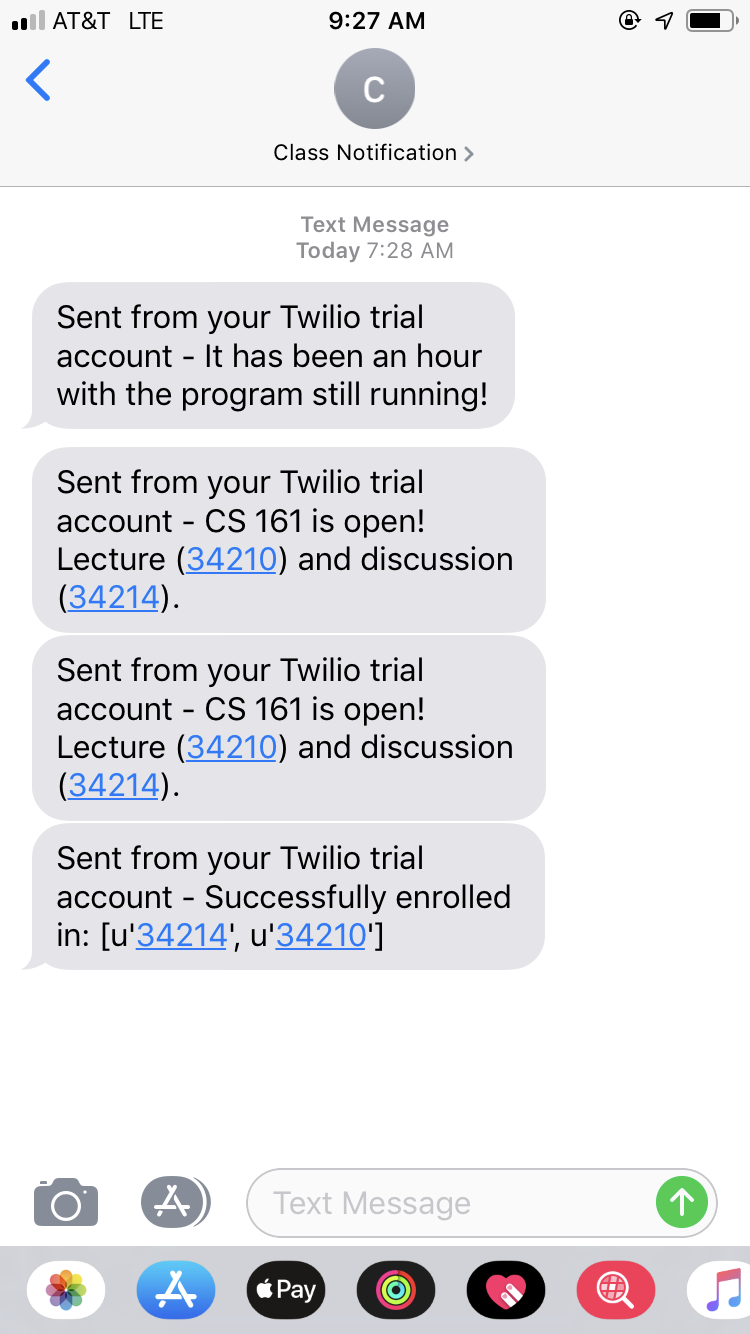 AT&T LTE 9:27 AM
C
Class Notification
Text Message
Today 7:28 AM
Sent from your Twilio trial
account - It has been an hour
with the program still running!
Sent from your Twilio trial
account - CS 161 is open!
Lecture (34210) and discussion
(34214).
Sent from your Twilio trial
account - CS 161 is open!
Lecture (34210) and discussion
(34214).
Sent from your Twilio trial
account - Successfully enrolled
in: [u'34214', u'34210']
Text Message
Pay